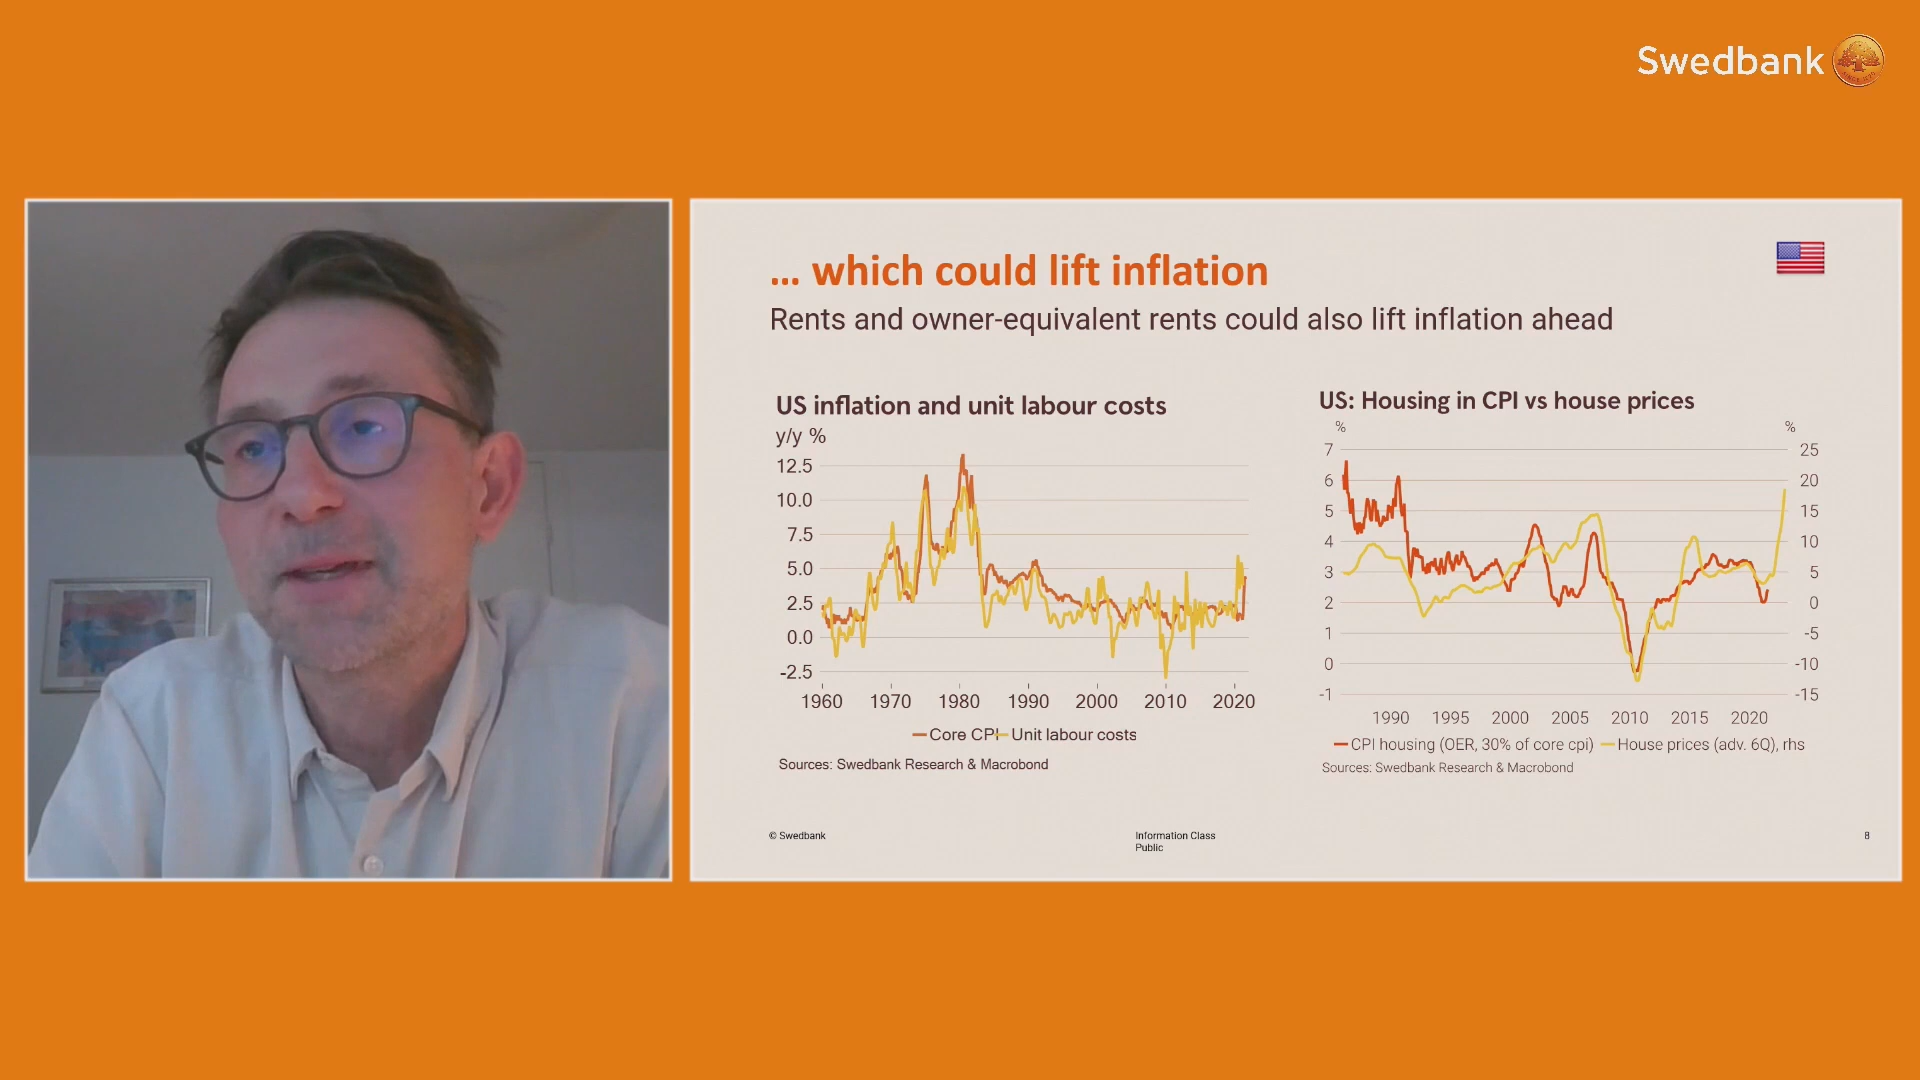 Swedbank
... which could lift inflation
Rents and owner-equivalent rents could also lift inflation ahead
US inflation and unit labour costs
y/y %
12.5
10.0
7.5
5.0
2.5
0.0
-2.5
1960 1970 1980 1990 2000 2010 2020
Core CPI Unit labour costs
Sources: Swedbank Research & Macrobond
US: Housing in CPI vs house prices
% %
7 25
6 20
5 15
4 10
3 5
2 0
1 -5
0 -10
-1 -15
1990 1995 2000 2005 2010 2015 2020
CPI housing (OER, 30% of core cpi) House prices (adv. 6Q), rhs
Sources: Swedbank Research & Macrobond
© Swedbank
Information Class
Public
8